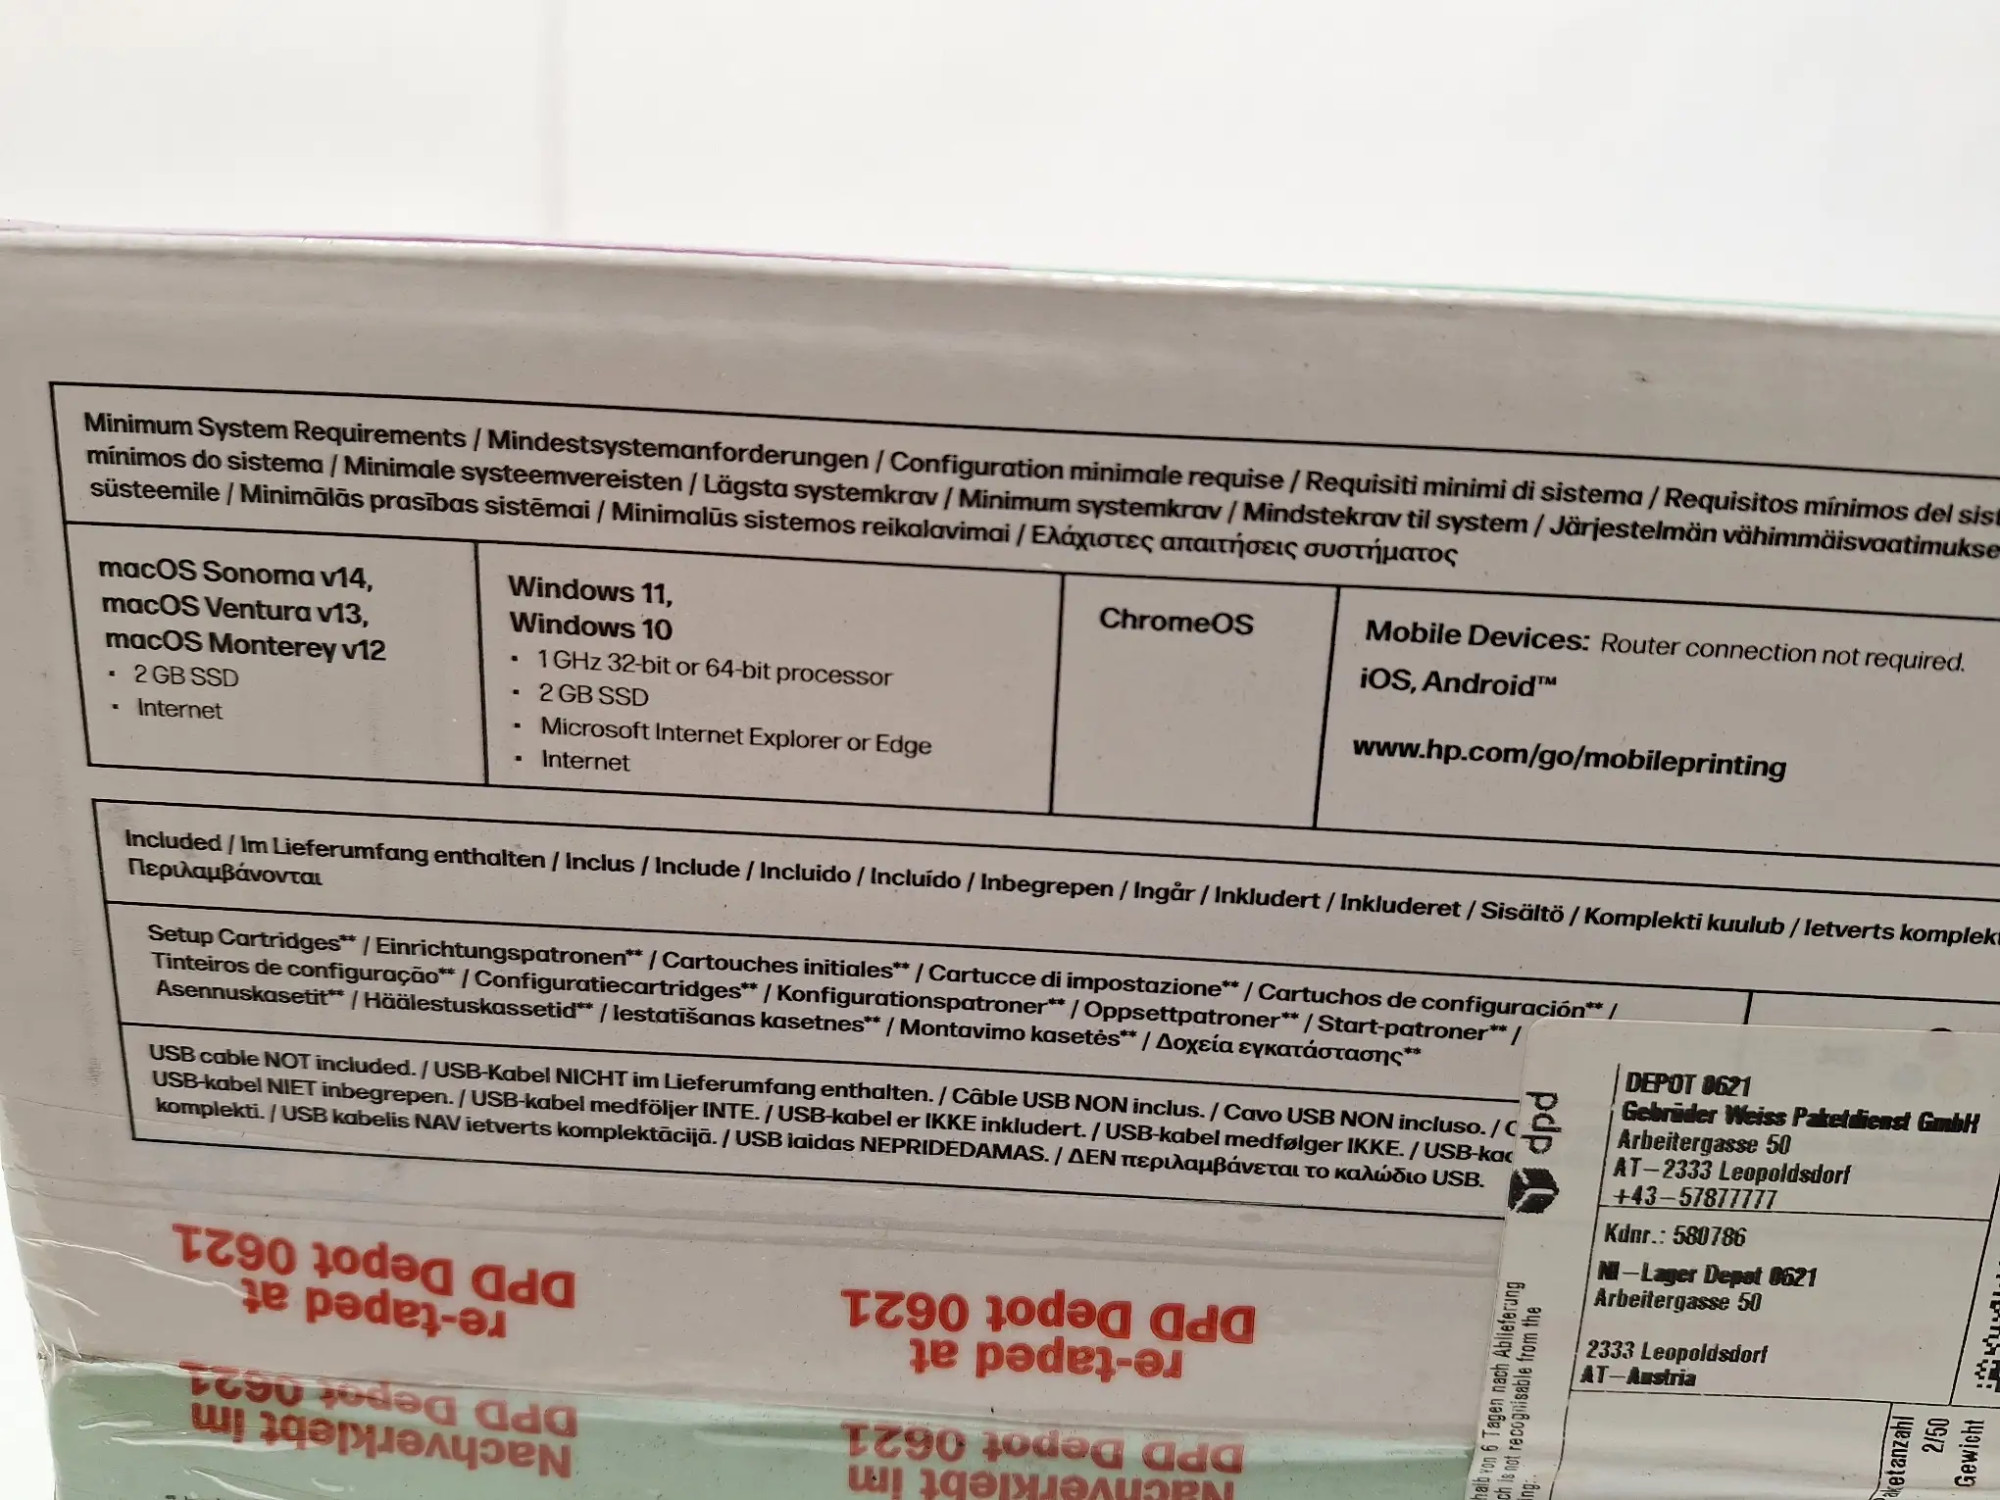 Minimum System Requirements / Mindestsystemanforderungen / Configuration minimale requise / Requisiti minimi di sistema / Requisitos mínimos del
mínimos do sistema / Minimale systeemvereisten / Lägsta systemkrav / Minimum systemkrav / Mindstekrav til system / Järjestelmän
süsteemile / Minimālās prasības sistēmai / Minimalūs sistemos reikalavimai / Ελάχιστες απαιτήσεις συστήματος
macOS Sonoma v14,
macOS Ventura v13,
macOS Monterey v12
• 2 GB SSD
• Internet
Windows 11,
Windows 10
• 1 GHz 32-bit or 64-bit processor
• 2 GB SSD
• Microsoft Internet Explorer or Edge
• Internet
ChromeOS
Mobile Devices: Router connection not required.
iOS, Android™
www.hp.com/go/mobileprinting
Included / Im Lieferumfang enthalten / Inclus / Include / Incluido / Incluído / Inbegrepen / Ingår / Inkludert / Inkluderet / Sisältö / Komplekti kuulub / Ietverts
Περιλαμβάνονται
Setup Cartridges** / Einrichtungspatronen** / Cartouches initiales** / Cartucce di impostazione** / Cartuchos de configuración** /
Tinteiros de configuração** / Configuratiecartridges** / Konfigurationspatroner** / Oppsettpatroner** / Start-patroner** /
Asennuskasetit** / Häälestuskassetid** / Iestatīšanas kasetnes** / Montavimo kasetės** / Δοχεία εγκατάστασης**
USB cable NOT included. / USB-Kabel NICHT im Lieferumfang enthalten. / Câble USB NON inclus. / Cavo USB NON incluso. /
USB-kabel NIET inbegrepen. / USB-kabel medföljer INTE. / USB-kabel er IKKE inkludert. / USB-kabel medfølger IKKE. /
komplekti. / USB kabelis NAV ietverts komplektācijā. / USB laidas NEPRIDEDAMAS. / ΔΕΝ περιλαμβάνεται το καλώδιο USB.
dpd
DEPOT 0621
Gebrüder Weiss Paketdienst GmbH
Arbeitergasse 50
AT-2333 Leopoldsdorf
+43-57877777
Kdnr.: 580786
NI-Lager Depot 0621
Arbeitergasse 50
2333 Leopoldsdorf
AT-Austria
2/50
Gewicht
von 6 Tagen nach Ablieferung
is not recognisable from the
re-taped at
DPD Depot 0621
re-taped at
DPD Depot 0621
Nachverklebt im
DPD Depot 0621
Nachverklebt im
DPD Depot 0621